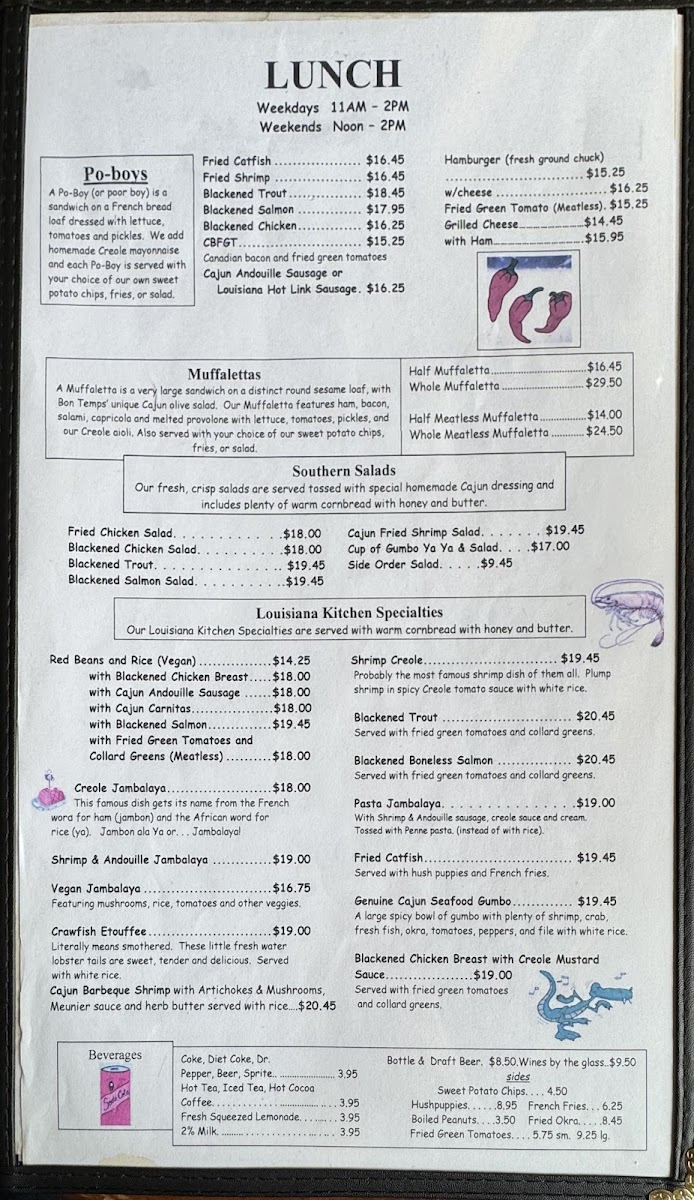 LUNCH
Weekdays 11AM – 2PM
Weekends Noon – 2PM
Po-boys
A Po-Boy (or poor boy) is a
sandwich on a French bread
loaf dressed with lettuce,
tomatoes and pickles. We add
homemade Creole mayonnaise
and each Po-Boy is served with
your choice of our own sweet
potato chips, fries, or salad.
Fried Catfish .................. $16.45
Fried Shrimp .................. $16.45
Blackened Trout............... $18.45
Blackened Salmon ............. $17.95
Blackened Chicken............. $16.25
CBFGT.......................... $15.25
Canadian bacon and fried green tomatoes
Cajun Andouille Sausage or
Louisiana Hot Link Sausage. $16.25
Hamburger (fresh ground chuck)
............................. $15.25
w/cheese ........................ $16.25
Fried Green Tomato (Meatless). $15.25
Grilled Cheese.................... $14.45
with Ham.................... $15.95
Muffalettas
A Muffaletta is a very large sandwich on a distinct round sesame loaf, with
Bon Temps' unique Cajun olive salad. Our Muffaletta features ham, bacon,
salami, capricola and melted provolone with lettuce, tomatoes, pickles, and
our Creole aioli. Also served with your choice of our sweet potato chips,
fries, or salad.
Half Muffaletta.......................... $16.45
Whole Muffaletta ....................... $29.50
Half Meatless Muffaletta............. $14.00
Whole Meatless Muffaletta .......... $24.50
Southern Salads
Our fresh, crisp salads are served tossed with special homemade Cajun dressing and
includes plenty of warm cornbread with honey and butter.
Fried Chicken Salad. . . . . . . . . . . .$18.00
Blackened Chicken Salad. . . . . . . . . .$18.00
Blackened Trout. . . . . . . . . . . . . . $19.45
Blackened Salmon Salad. . . . . . . . . .$19.45
Cajun Fried Shrimp Salad. . . . . . . $19.45
Cup of Gumbo Ya Ya & Salad. . . .$17.00
Side Order Salad. . . . .$9.45
Louisiana Kitchen Specialties
Our Louisiana Kitchen Specialties are served with warm cornbread with honey and butter.
Red Beans and Rice (Vegan) ................$14.25
with Blackened Chicken Breast.....$18.00
with Cajun Andouille Sausage ......$18.00
with Cajun Carnitas..................$18.00
with Blackened Salmon..............$19.45
with Fried Green Tomatoes and
Collard Greens (Meatless) ..........$18.00
Creole Jambalaya.......................$18.00
This famous dish gets its name from the French
word for ham (jambon) and the African word for
rice (ya). Jambon ala Ya or. . . Jambalaya!
Shrimp & Andouille Jambalaya .............$19.00
Vegan Jambalaya ............................$16.75
Featuring mushrooms, rice, tomatoes and other veggies.
Crawfish Etouffee...........................$19.00
Literally means smothered. These little fresh water
lobster tails are sweet, tender and delicious. Served
with white rice.
Cajun Barbeque Shrimp with Artichokes & Mushrooms,
Meunier sauce and herb butter served with rice....$20.45
Shrimp Creole............................. $19.45
Probably the most famous shrimp dish of them all. Plump
shrimp in spicy Creole tomato sauce with white rice.
Blackened Trout ............................ $20.45
Served with fried green tomatoes and collard greens.
Blackened Boneless Salmon ................. $20.45
Served with fried green tomatoes and collard greens.
Pasta Jambalaya. . . . . . . . . . . . . .$19.00
With Shrimp & Andouille sausage, creole sauce and cream.
Tossed with Penne pasta. (instead of with rice).
Fried Catfish................................ $19.45
Served with hush puppies and French fries.
Genuine Cajun Seafood Gumbo............. $19.45
A large spicy bowl of gumbo with plenty of shrimp, crab,
fresh fish, okra, tomatoes, peppers, and file with white rice.
Blackened Chicken Breast with Creole Mustard
Sauce...................$19.00
Served with fried green tomatoes
and collard greens.
Beverages
Coke, Diet Coke, Dr.
Pepper, Beer, Sprite........................ 3.95
Hot Tea, Iced Tea, Hot Cocoa
Coffee............................ 3.95
Fresh Squeezed Lemonade......... 3.95
2% Milk........................... 3.95
Bottle & Draft Beer. $8.50.Wines by the glass..$9.50
sides
Sweet Potato Chips. . . . 4.50
Hushpuppies. . . . . .8.95 French Fries. . . 6.25
Boiled Peanuts. . . .3.50 Fried Okra. . . . .8.45
Fried Green Tomatoes. . . . 5.75 sm. 9.25 lg.